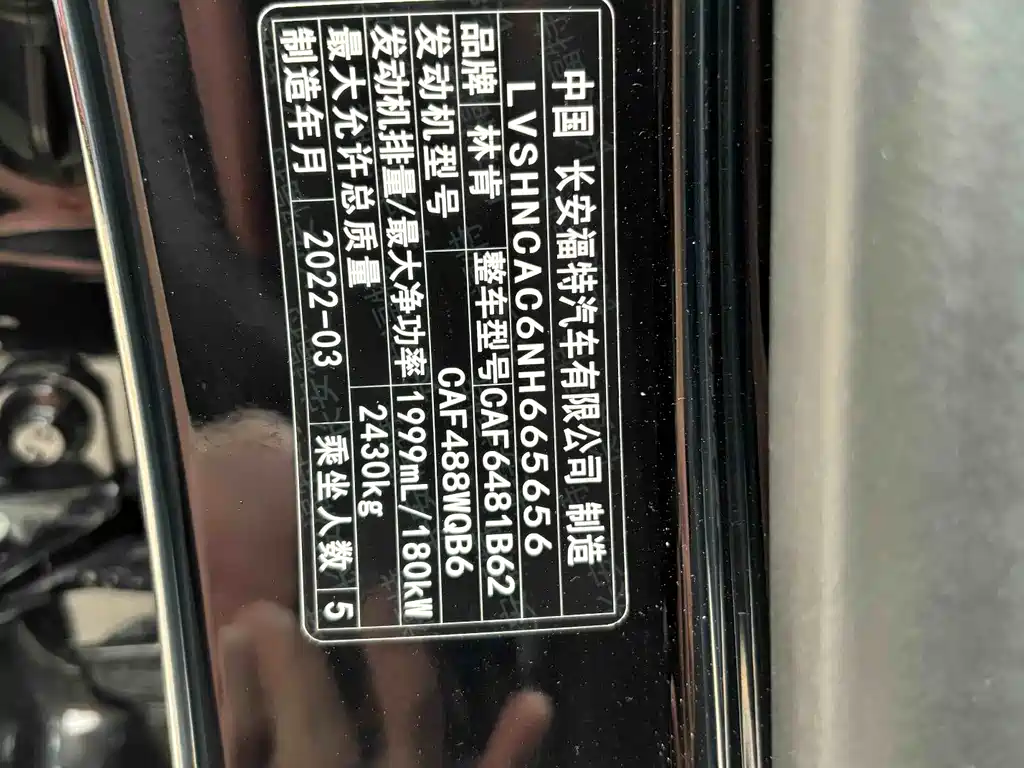 中国 长安福特汽车有限公司 制造
LVSHNCAC6NH665656
品牌 林肯 整车型号 CAF6481B62
发动机型号 CAF488WQB6
发动机排量/最大净功率 1999mL/180kW
最大允许总质量 2430kg
制造年月 2022-03 乘坐人数 5